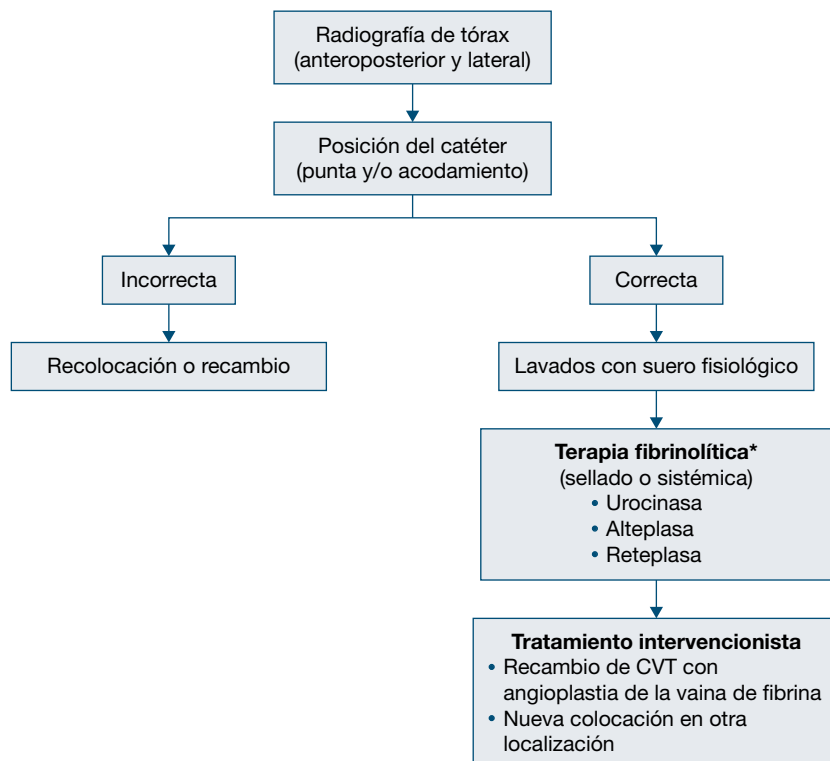 Radiografía de tórax
(anteroposterior y lateral)
Posición del catéter
(punta y/o acodamiento)
Incorrecta
Correcta
Recolocación o recambio
Lavados con suero fisiológico
Terapia fibrinolítica*
(sellado o sistémica)
• Urocinasa
• Alteplasa
• Reteplasa
Tratamiento intervencionista
• Recambio de CVT con
angioplastia de la vaina de fibrina
• Nueva colocación en otra
localización